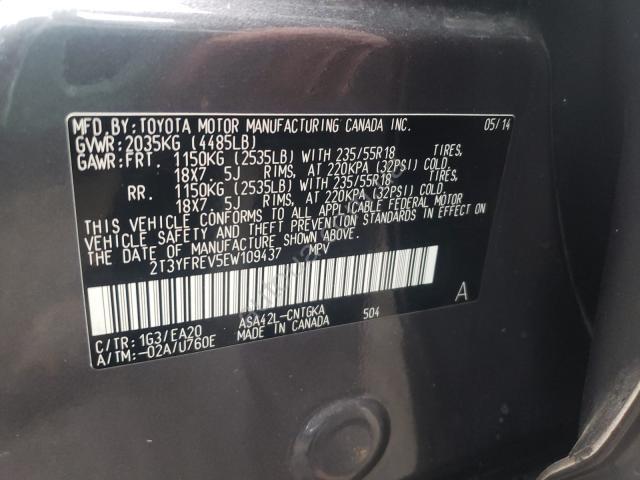 MFD.BY:TOYOTA MOTOR MANUFACTURING CANADA INC. 05/14
GVWR:2035KG (4485LB)
GAWR:FRT. 1150KG (2535LB) WITH 235/55R18 TIRES,
18X7 5J RIMS, AT 220KPA (32PSI) COLD
RR. 1150KG (2535LB) WITH 235/55R18 TIRES,
18X7 5J RIMS, AT 220KPA (32PSI) COLD
THIS VEHICLE CONFORMS TO ALL APPLICABLE FEDERAL MOTOR
VEHICLE SAFETY AND THEFT PREVENTION STANDARDS IN EFFECT ON
THE DATE OF MANUFACTURE SHOWN ABOVE.
2T3YFREV5EW109437 MPV
A
ASA42L-CNTGKA 504
C/TR: 1G3/EA20 MADE IN CANADA
A/TM:-02A/U760E